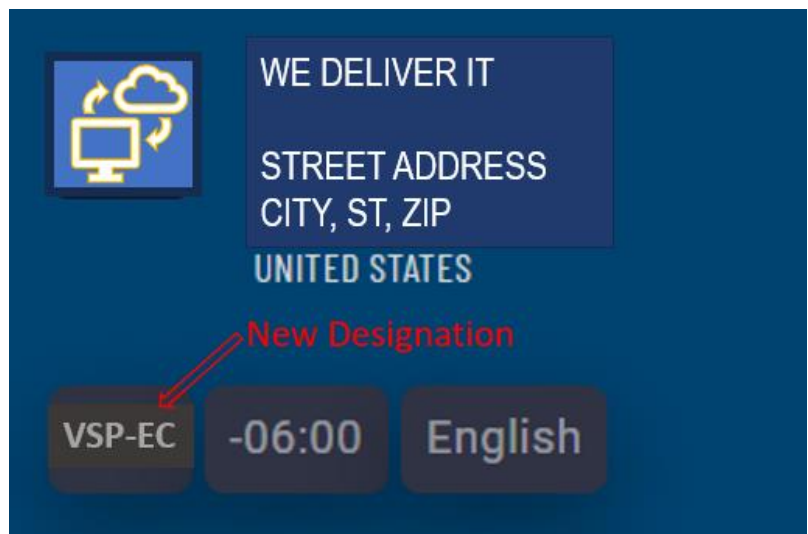 WE DELIVER IT
STREET ADDRESS
CITY, ST, ZIP
UNITED STATES
New Designation
VSP-EC
-06:00
English